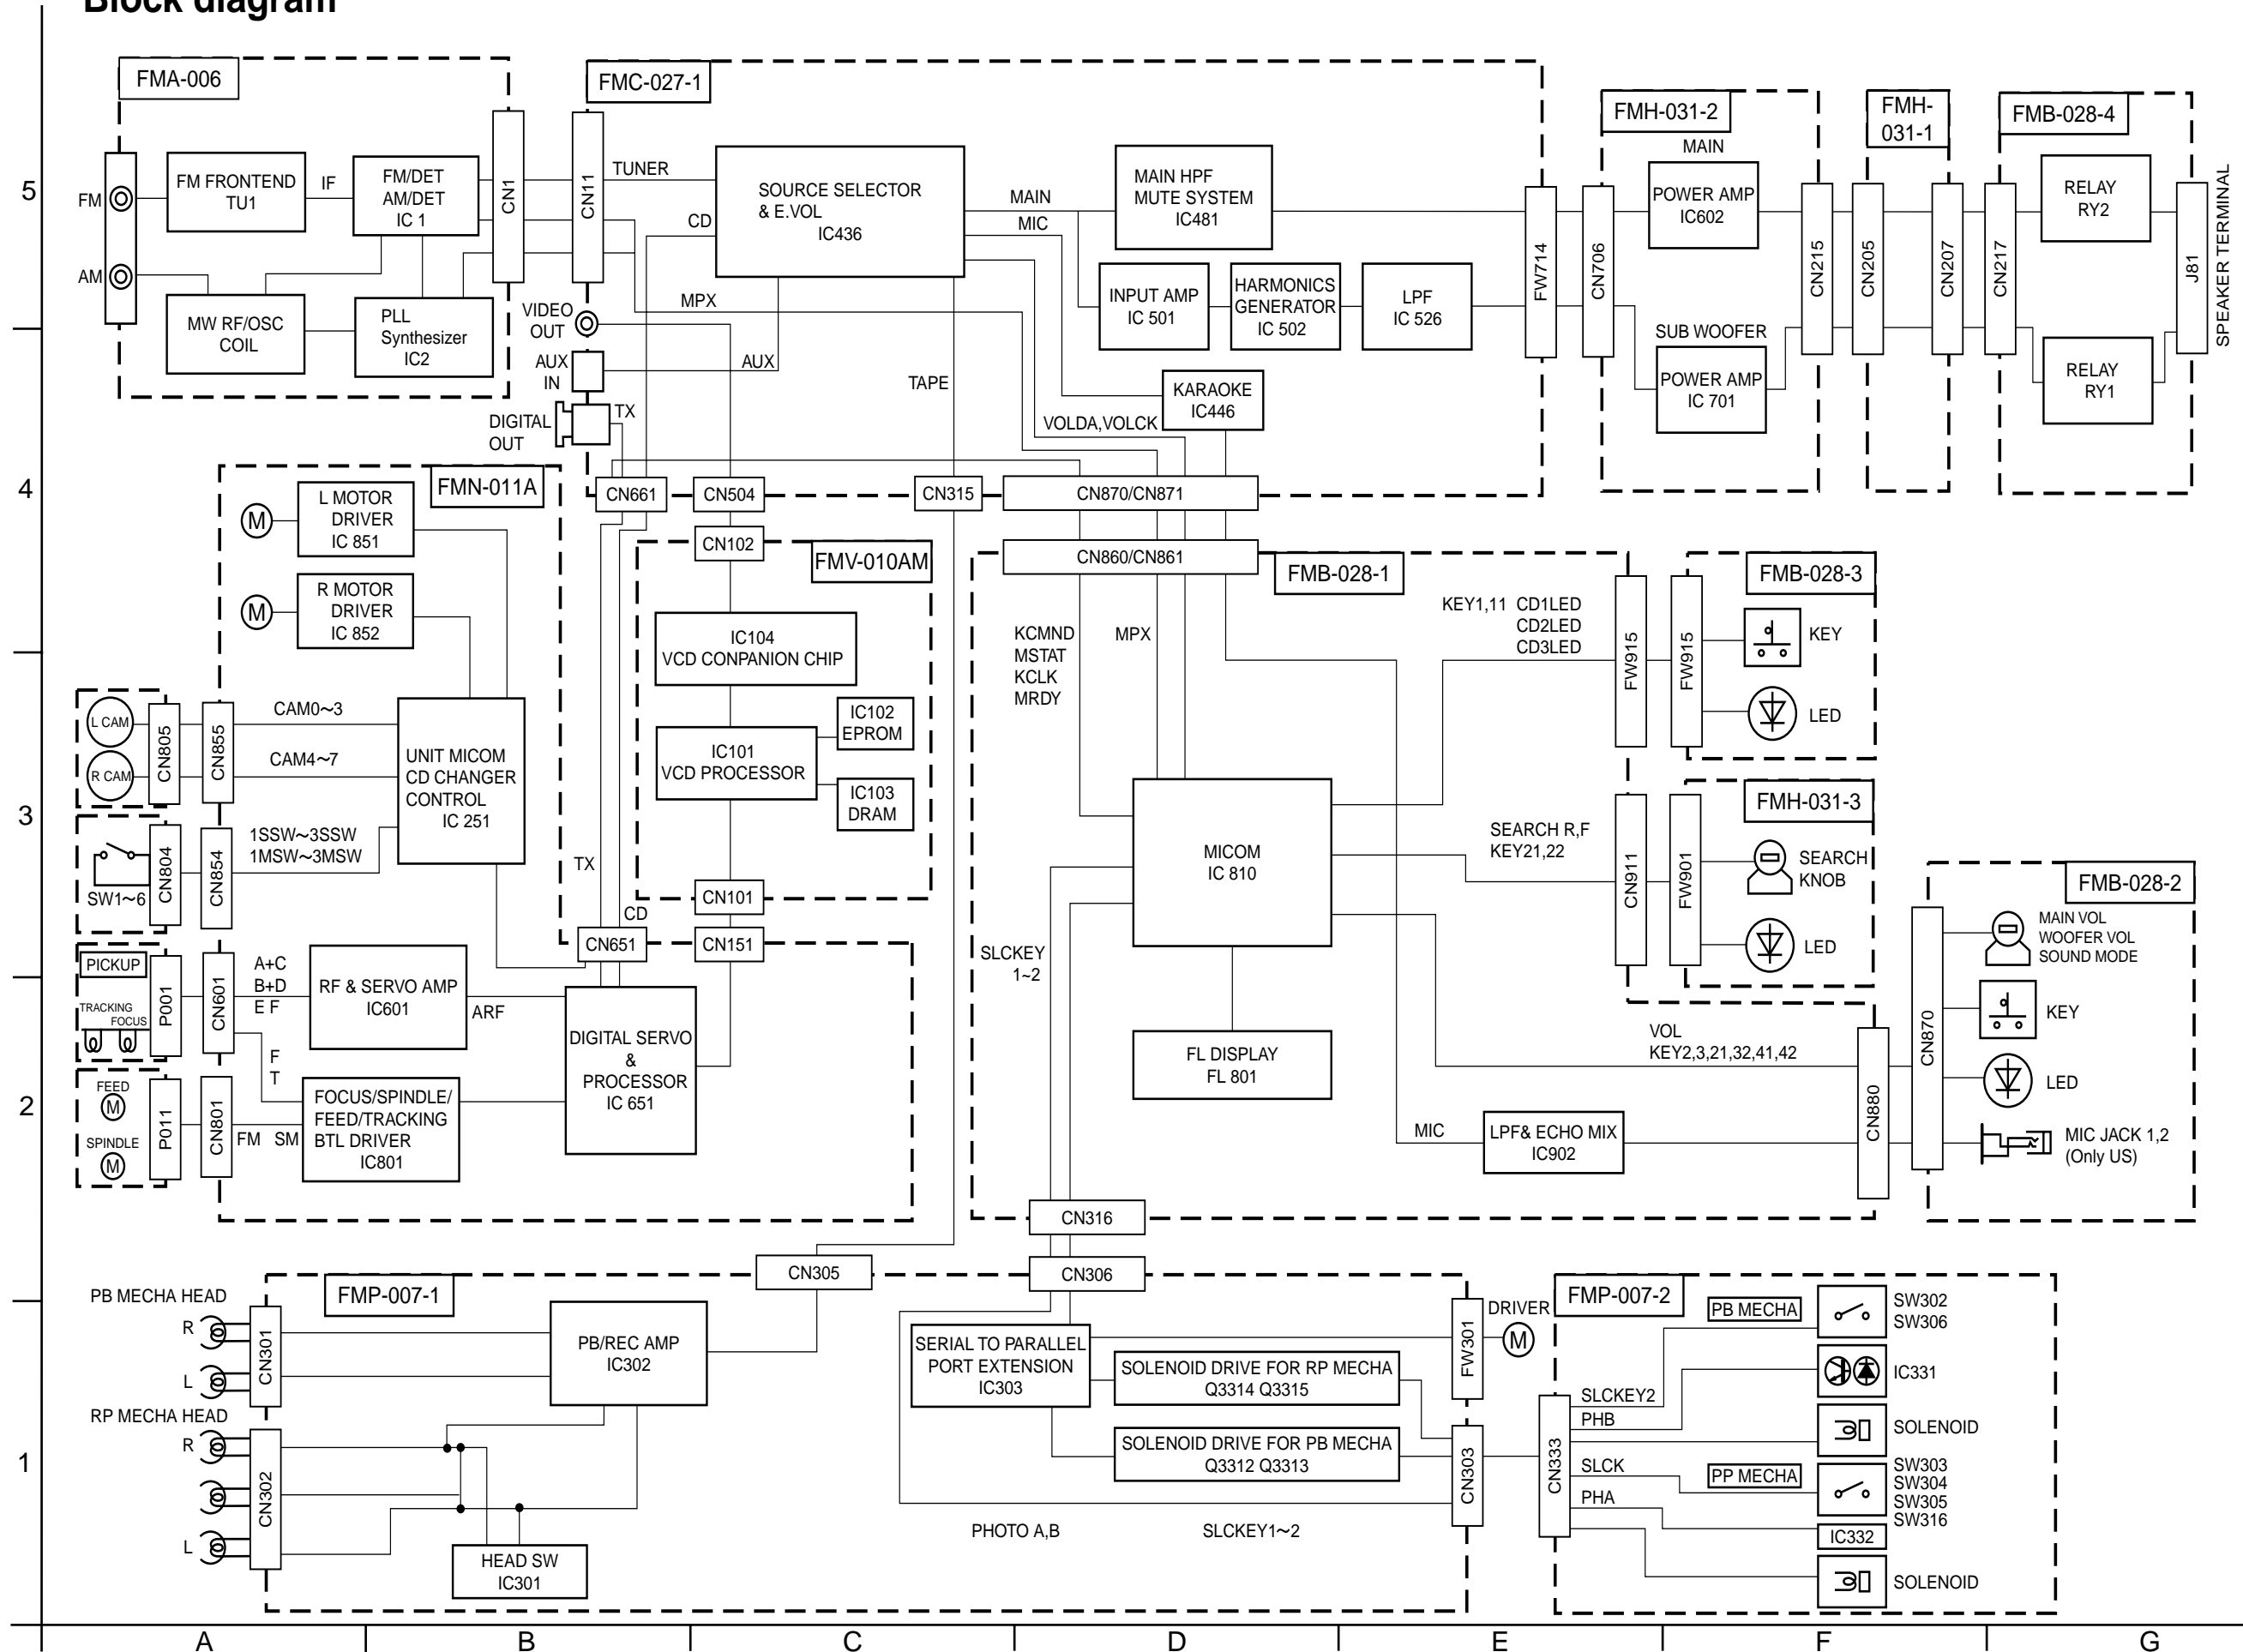 Block diagram
FMA-006
FM
AM
FM FRONTEND
TU1
IF
FM/DET
AM/DET
IC 1
MW RF/OSC
COIL
PLL
Synthesizer
IC2
CN1
FMC-027-1
CN11
TUNER
CD
MPX
VIDEO
OUT
AUX
IN
AUX
DIGITAL
OUT
TX
SOURCE SELECTOR
& E.VOL
IC436
TAPE
MAIN
MIC
MAIN HPF
MUTE SYSTEM
IC481
INPUT AMP
IC 501
HARMONICS
GENERATOR
IC 502
LPF
IC 526
KARAOKE
IC446
VOLDA,VOLCK
FW714
CN661
CN504
CN315
CN870/CN871
FMH-031-2
CN706
MAIN
POWER AMP
IC602
SUB WOOFER
POWER AMP
IC 701
CN215
FMH-
031-1
CN205
CN207
FMB-028-4
CN217
RELAY
RY2
RELAY
RY1
J81
SPEAKER TERMINAL
5
4
3
2
1
FMN-011A
M
L MOTOR
DRIVER
IC 851
M
R MOTOR
DRIVER
IC 852
L CAM
R CAM
CN805
CN855
CAM0~3
CAM4~7
UNIT MICOM
CD CHANGER
CONTROL
IC 251
SW1~6
CN804
CN854
1SSW~3SSW
1MSW~3MSW
PICKUP
TRACKING
FOCUS
P001
CN601
A+C
B+D
E F
RF & SERVO AMP
IC601
ARF
F
T
FEED
M
SPINDLE
M
P011
CN801
FM SM
FOCUS/SPINDLE/
FEED/TRACKING
BTL DRIVER
IC801
DIGITAL SERVO
&
PROCESSOR
IC 651
TX
CD
CN651
CN151
CN102
FMV-010AM
IC104
VCD CONPANION CHIP
IC101
VCD PROCESSOR
IC102
EPROM
IC103
DRAM
CN101
CN860/CN861
FMB-028-1
KCMND
MSTAT
KCLK
MRDY
MPX
KEY1,11 CD1LED
CD2LED
CD3LED
FW915
MICOM
IC 810
SEARCH R,F
KEY21,22
CN911
SLCKEY
1~2
FL DISPLAY
FL 801
VOL
KEY2,3,21,32,41,42
MIC
LPF& ECHO MIX
IC902
CN880
CN316
FMB-028-3
FW915
KEY
LED
FMH-031-3
FW901
SEARCH
KNOB
LED
FMB-028-2
CN870
MAIN VOL
WOOFER VOL
SOUND MODE
KEY
LED
MIC JACK 1,2
(Only US)
FMP-007-1
CN305
CN306
PB MECHA HEAD
R
L
CN301
RP MECHA HEAD
R
L
CN302
PB/REC AMP
IC302
HEAD SW
IC301
SERIAL TO PARALLEL
PORT EXTENSION
IC303
SOLENOID DRIVE FOR RP MECHA
Q3314 Q3315
SOLENOID DRIVE FOR PB MECHA
Q3312 Q3313
PHOTO A,B
SLCKEY1~2
FW301
CN303
DRIVER
M
FMP-007-2
CN333
SLCKEY2
PHB
SLCK
PHA
PB MECHA
SW302
SW306
IC331
SOLENOID
PP MECHA
SW303
SW304
SW305
SW316
IC332
SOLENOID
A
B
C
D
E
F
G